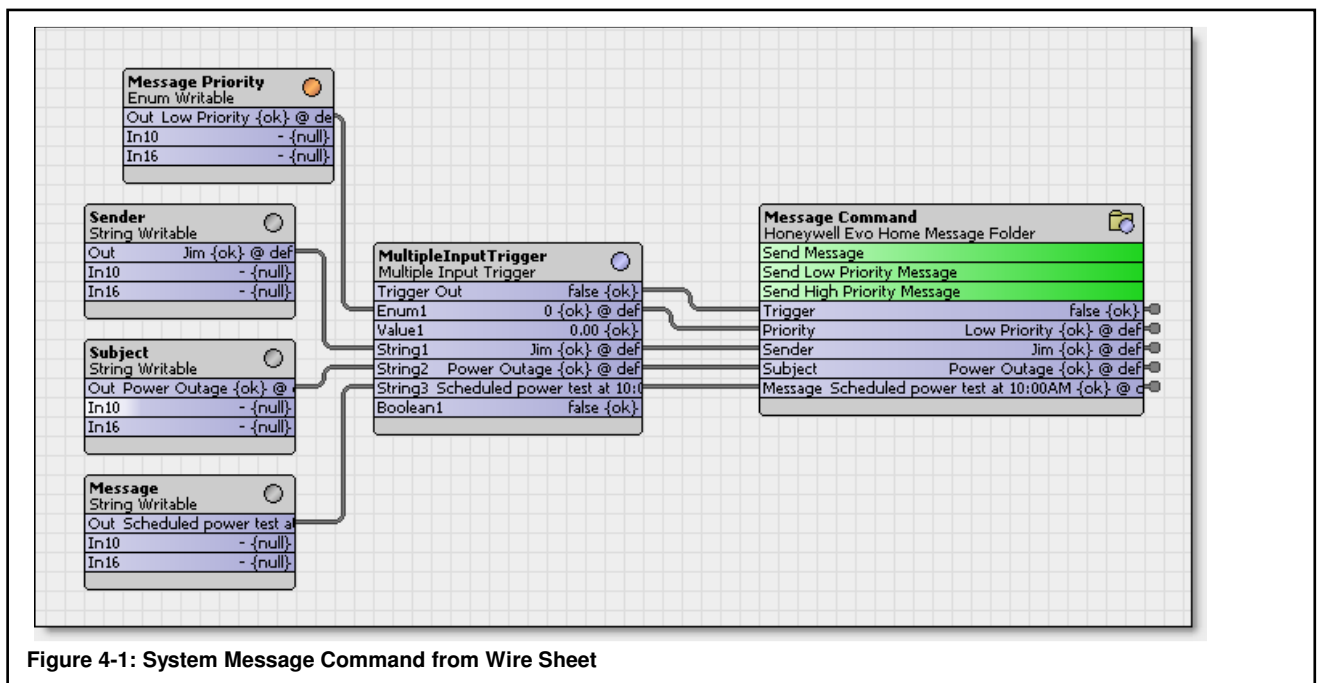 Message Priority
Enum Writable
Out Low Priority {ok} @ de
In10 - {null}
In16 - {null}
Sender
String Writable
Out Jim {ok} @ def
In10 - {null}
In16 - {null}
Subject
String Writable
Out Power Outage {ok} @
In10 - {null}
In16 - {null}
Message
String Writable
Out Scheduled power test a
In10 - {null}
In16 - {null}
MultipleInputTrigger
Multiple Input Trigger
Trigger Out false {ok}
Enum1 0 {ok} @ def
Value1 0.00 {ok}
String1 Jim {ok} @ def
String2 Power Outage {ok} @ def
String3 Scheduled power test at 10:0
Boolean1 false {ok}
Message Command
Honeywell Evo Home Message Folder
Send Message
Send Low Priority Message
Send High Priority Message
Trigger false {ok}
Priority Low Priority {ok} @ def
Sender Jim {ok} @ def
Subject Power Outage {ok} @ def
Message Scheduled power test at 10:00AM {ok} @ d
Figure 4-1: System Message Command from Wire Sheet